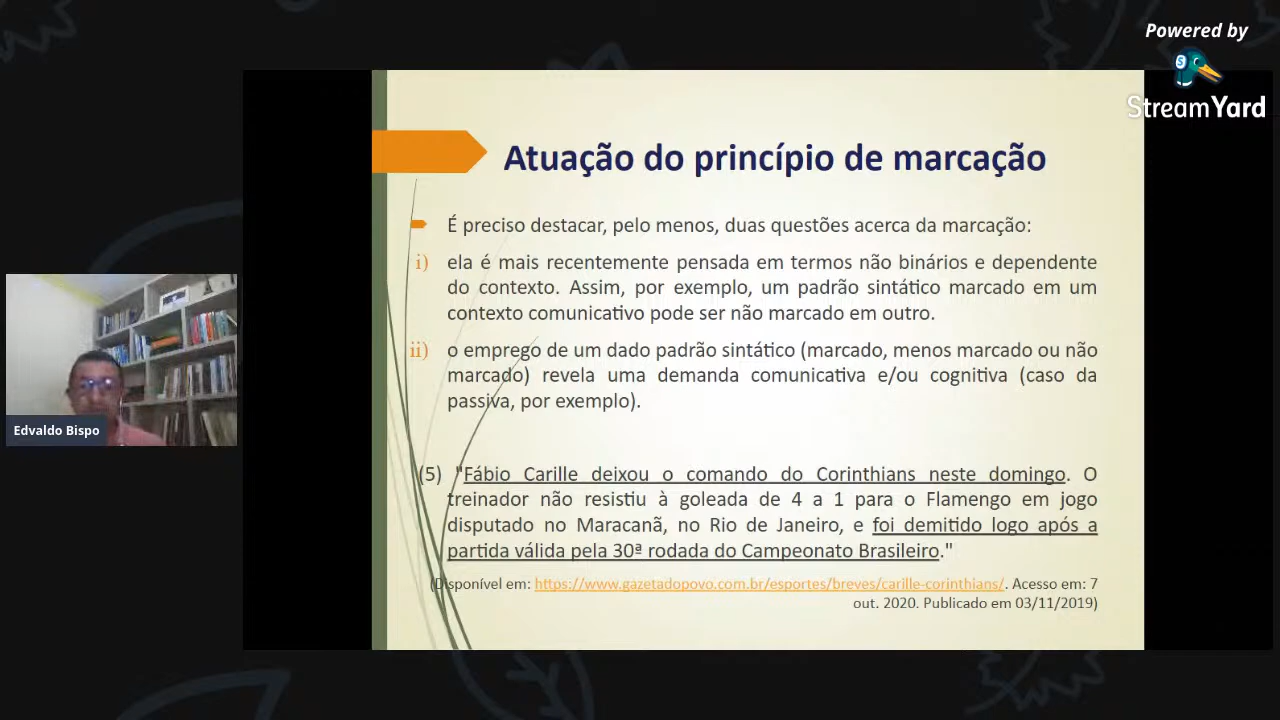 Powered by
StreamYard
Atuação do princípio de marcação
É preciso destacar, pelo menos, duas questões acerca da marcação:
i) ela é mais recentemente pensada em termos não binários e dependente
do contexto. Assim, por exemplo, um padrão sintático marcado em um
contexto comunicativo pode ser não marcado em outro.
ii) o emprego de um dado padrão sintático (marcado, menos marcado ou não
marcado) revela uma demanda comunicativa e/ou cognitiva (caso da
passiva, por exemplo).
(5) "Fábio Carille deixou o comando do Corinthians neste domingo. O
treinador não resistiu à goleada de 4 a 1 para o Flamengo em jogo
disputado no Maracanã, no Rio de Janeiro, e foi demitido logo após a
partida válida pela 30ª rodada do Campeonato Brasileiro."
(Disponível em: https://www.gazetadopovo.com.br/esportes/breves/carille-corinthians/. Acesso em: 7
out. 2020. Publicado em 03/11/2019)
Edvaldo Bispo